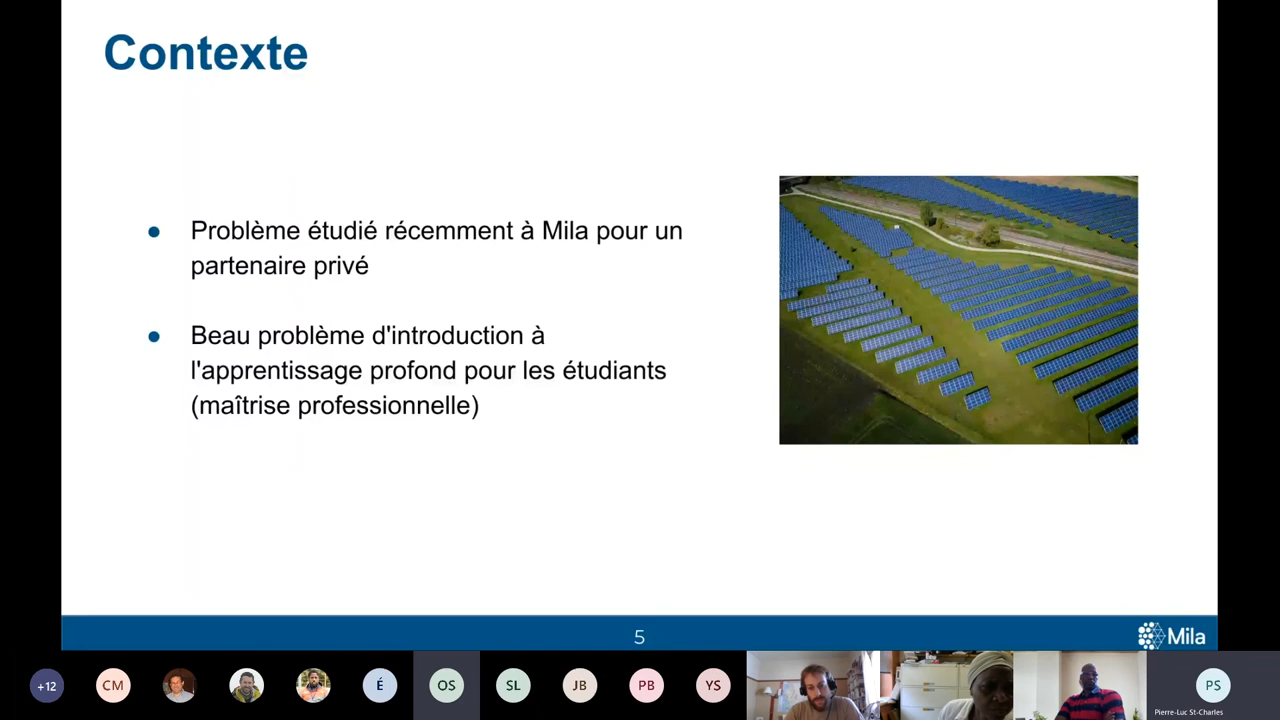 Contexte
● Problème étudié récemment à Mila pour un
partenaire privé
● Beau problème d'introduction à
l'apprentissage profond pour les étudiants
(maîtrise professionnelle)
5
Mila
+12
CM
É
OS
SL
JB
PB
YS
PS
Pierre-Luc St-Charles